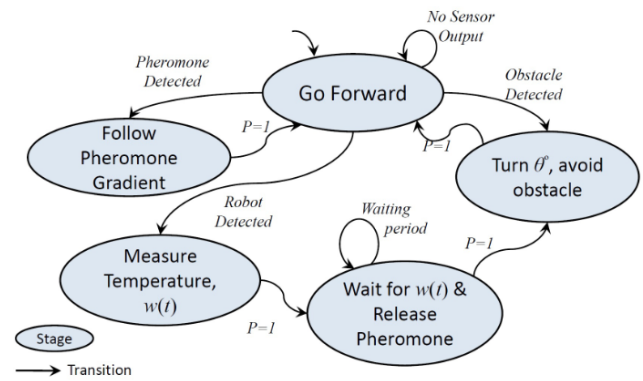 No Sensor
Output
Pheromone
Detected
Go Forward
Obstacle
Detected
Follow
Pheromone
Gradient
P=1
P=1
Turn θ°, avoid
obstacle
Robot
Detected
Waiting
period
Measure
Temperature,
w(t)
P=1
Wait for w(t) &
Release
Pheromone
P=1
Stage
Transition